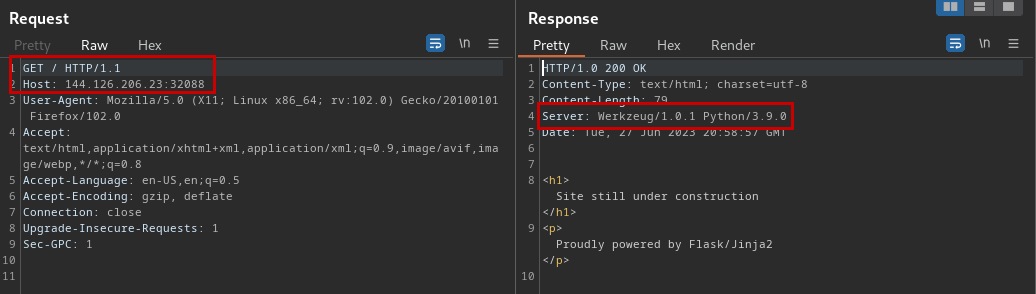 Request
Pretty Raw Hex
\n
1 GET / HTTP/1.1
2 Host: 144.126.206.23:32088
3 User-Agent: Mozilla/5.0 (X11; Linux x86_64; rv:102.0) Gecko/20100101
Firefox/102.0
4 Accept:
text/html,application/xhtml+xml,application/xml;q=0.9,image/avif,ima
ge/webp,*/*;q=0.8
5 Accept-Language: en-US,en;q=0.5
6 Accept-Encoding: gzip, deflate
7 Connection: close
8 Upgrade-Insecure-Requests: 1
9 Sec-GPC: 1
10
11
Response
Pretty Raw Hex Render
\n
1 HTTP/1.0 200 OK
2 Content-Type: text/html; charset=utf-8
3 Content-Length: 79
4 Server: Werkzeug/1.0.1 Python/3.9.0
5 Date: Tue, 27 Jun 2023 20:58:57 GMT
6
7
8 <h1>
Site still under construction
</h1>
9 <p>
Proudly powered by Flask/Jinja2
</p>
10